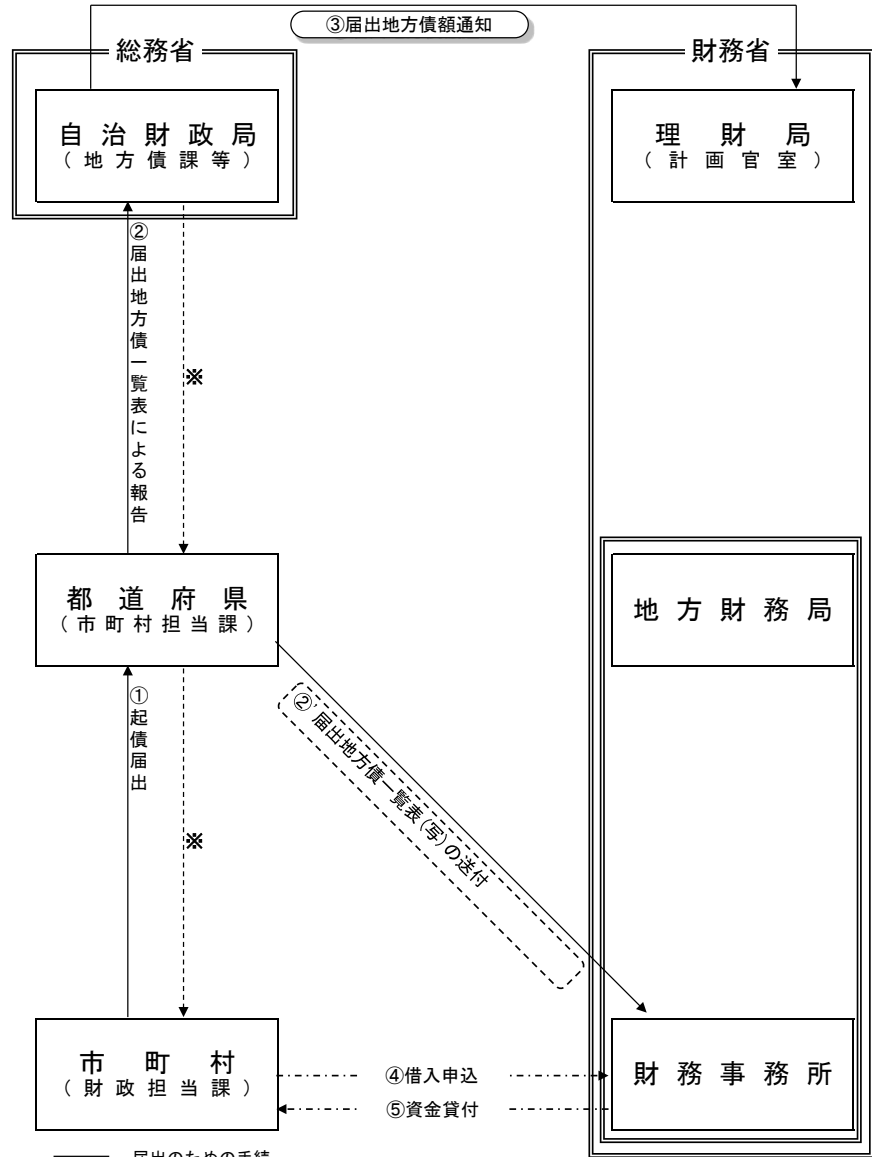 ③届出地方債額通知
総務省
財務省
自治財政局
(地方債課等)
理財局
(計画官室)
②届出地方債一覧表による報告
※
都道府県
(市町村担当課)
地方財務局
①起債届出
②'届出地方債一覧表(写)の送付
※
市町村
(財政担当課)
④借入申込
⑤資金貸付
財務事務所
届出のための手続